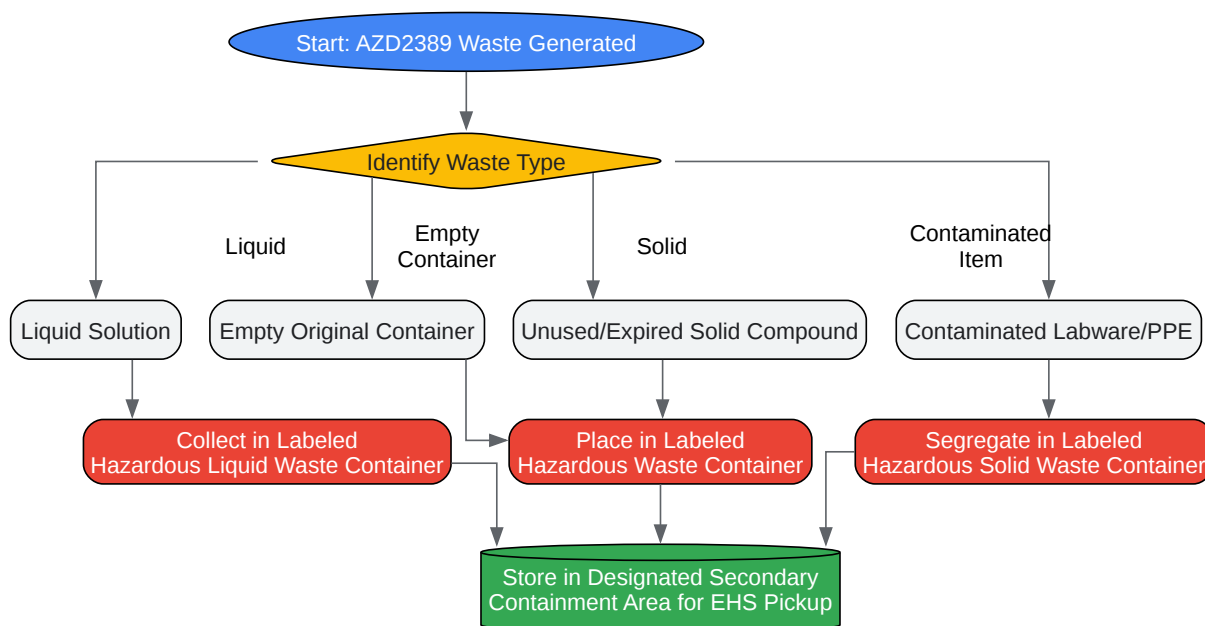 Start: AZD2389 Waste Generated
Identify Waste Type
Liquid
Empty
Container
Solid
Contaminated
Item
Liquid Solution
Empty Original Container
Unused/Expired Solid Compound
Contaminated Labware/PPE
Collect in Labeled
Hazardous Liquid Waste Container
Place in Labeled
Hazardous Waste Container
Segregate in Labeled
Hazardous Solid Waste Container
Store in Designated Secondary
Containment Area for EHS Pickup